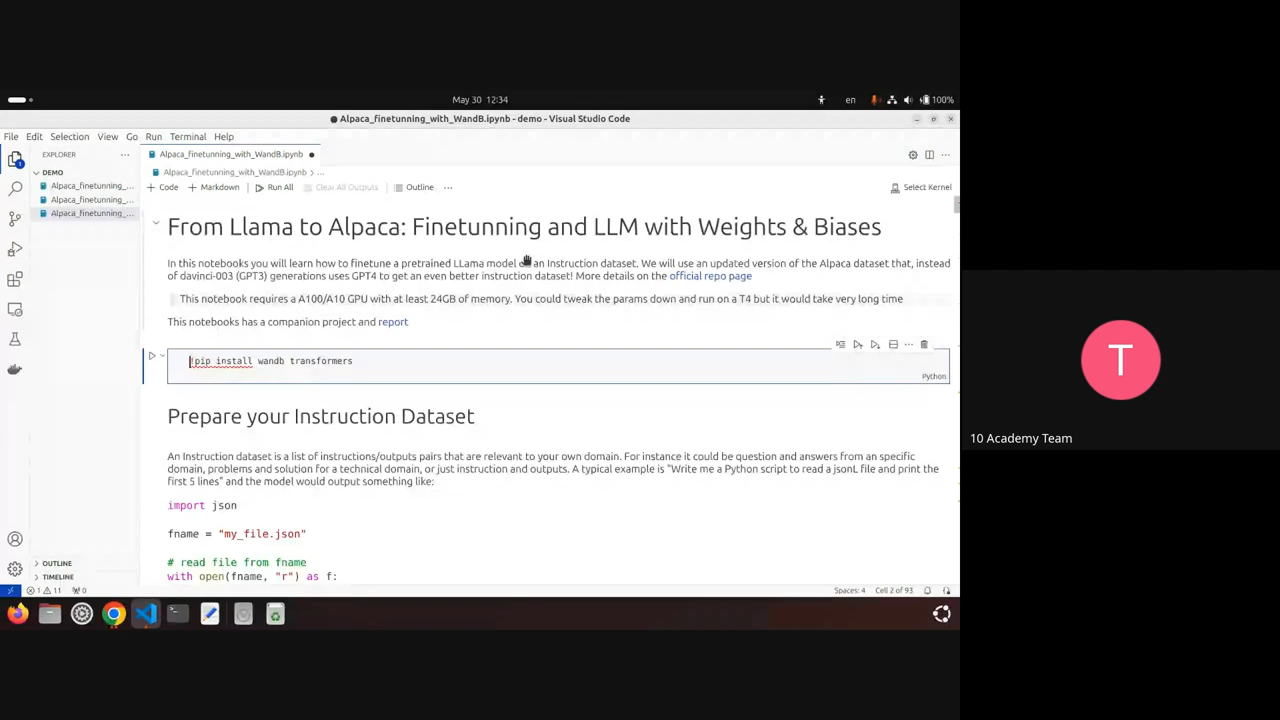 May 30 12:34
en
100%
Alpaca_finetunning_with_WandB.ipynb - demo - Visual Studio Code
File Edit Selection View Go Run Terminal Help
EXPLORER
Alpaca_finetunning_with_WandB.ipynb
DEMO
Alpaca_finetunning_with_WandB.ipynb > ...
Alpaca_finetunning_...
Alpaca_finetunning_...
Alpaca_finetunning_...
+ Code + Markdown Run All Clear All Outputs Outline ...
Select Kernel
From Llama to Alpaca: Finetunning and LLM with Weights & Biases
In this notebooks you will learn how to finetune a pretrained LLama model on an Instruction dataset. We will use an updated version of the Alpaca dataset that, instead
of davinci-003 (GPT3) generations uses GPT4 to get an even better instruction dataset! More details on the official repo page
This notebook requires a A100/A10 GPU with at least 24GB of memory. You could tweak the params down and run on a T4 but it would take very long time
This notebooks has a companion project and report
!pip install wandb transformers
Python
Prepare your Instruction Dataset
An Instruction dataset is a list of instructions/outputs pairs that are relevant to your own domain. For instance it could be question and answers from an specific
domain, problems and solution for a technical domain, or just instruction and outputs. A typical example is "Write me a Python script to read a jsonL file and print the
first 5 lines" and the model would output something like:
import json
fname = "my_file.json"
# read file from fname
with open(fname, "r") as f:
OUTLINE
TIMELINE
1 11 0
Spaces: 4 Cell 2 of 93
T
10 Academy Team